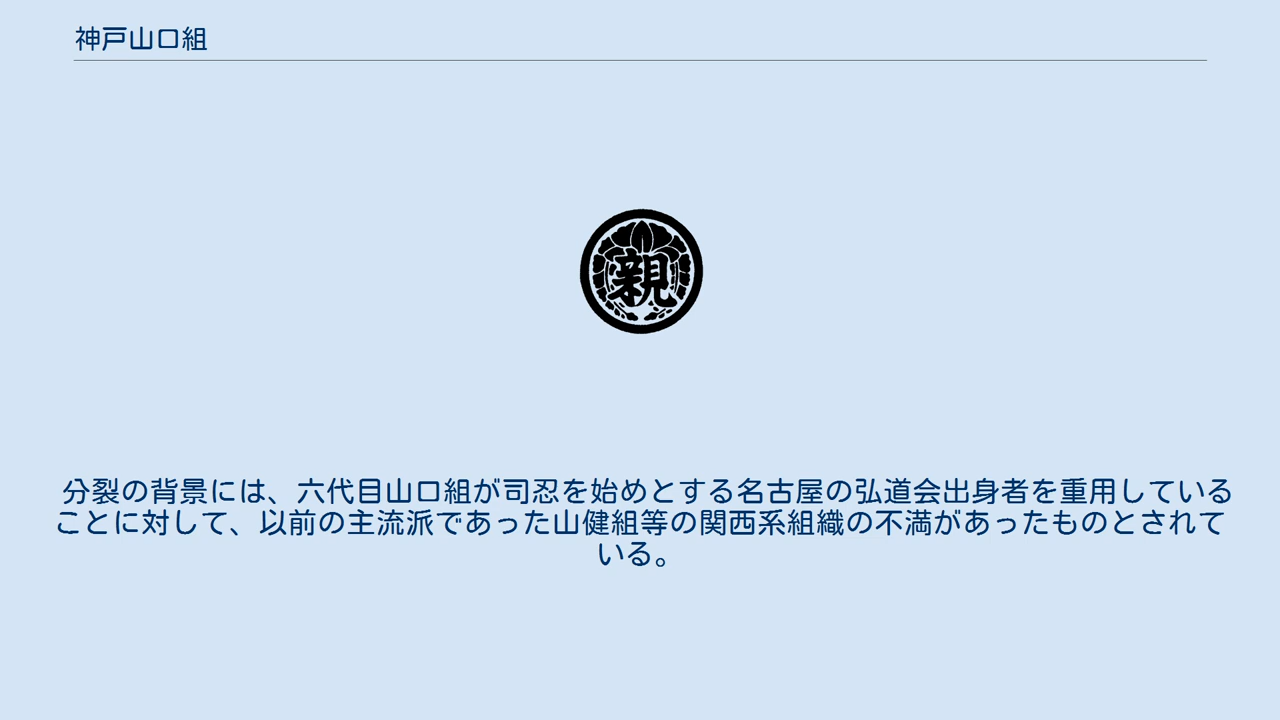 神戸山口組
親
分裂の背景には、六代目山口組が司忍を始めとする名古屋の弘道会出身者を重用している
ことに対して、以前の主流派であった山健組等の関西系組織の不満があったものとされて
いる。